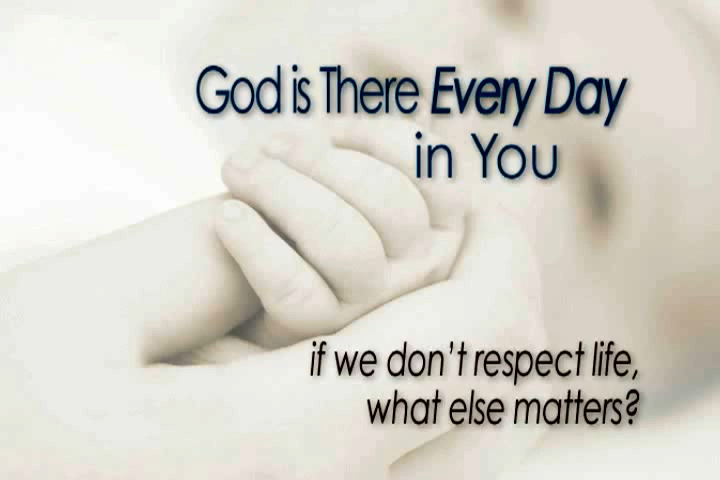 God is There Every Day
in You
if we don't respect life,
what else matters?